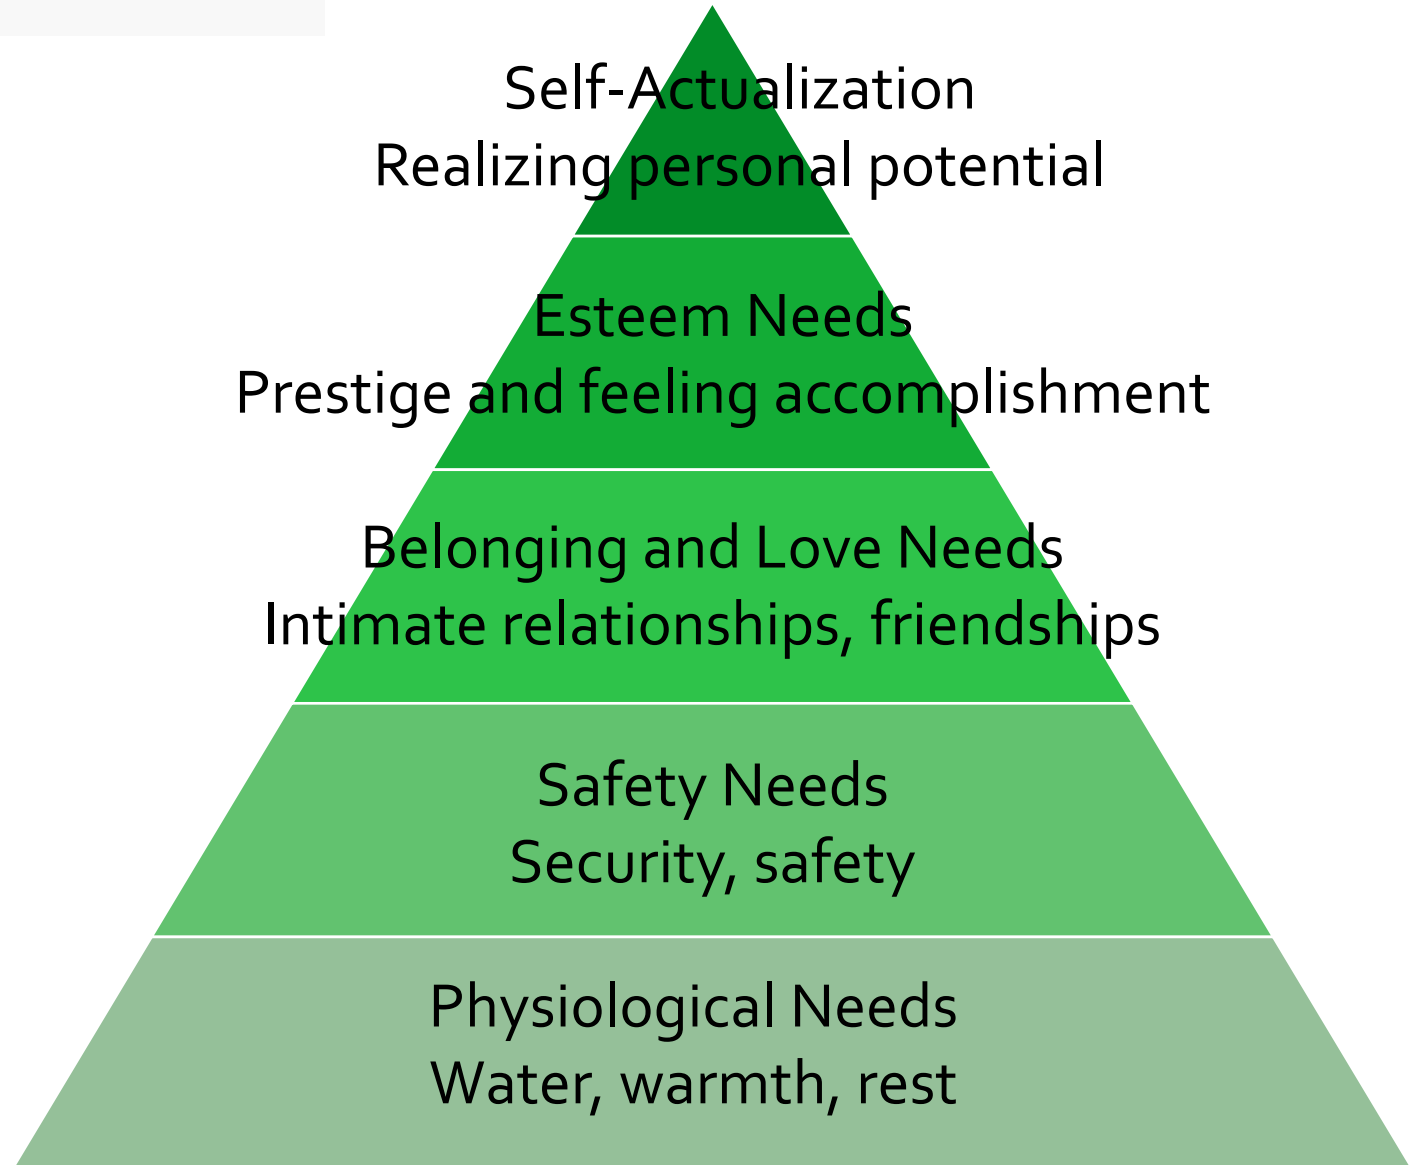 Self-Actualization
Realizing personal potential
Esteem Needs
Prestige and feeling accomplishment
Belonging and Love Needs
Intimate relationships, friendships
Safety Needs
Security, safety
Physiological Needs
Water, warmth, rest